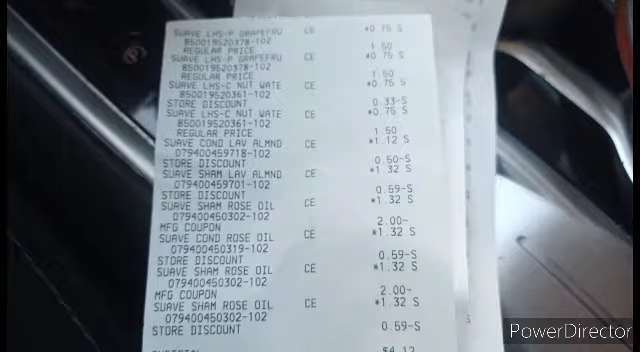 SUAVE LHS-P GRAPEFRU CE *0.75 S
850019520378-102
REGULAR PRICE 1.50
SUAVE LHS-P GRAPEFRU CE *0.75 S
850019520378-102
REGULAR PRICE 1.50
SUAVE LHS-C NUT WATE CE *0.75 S
850019520361-102
STORE DISCOUNT 0.33-S
SUAVE LHS-C NUT WATE CE *0.75 S
850019520361-102
REGULAR PRICE 1.50
SUAVE COND LAV ALMND CE *1.12 S
079400459718-102
STORE DISCOUNT 0.50-S
SUAVE SHAM LAV ALMND CE *1.32 S
079400459701-102
STORE DISCOUNT 0.59-S
SUAVE SHAM ROSE OIL CE *1.32 S
079400450302-102
MFG COUPON 2.00-
SUAVE COND ROSE OIL CE *1.32 S
079400450319-102
STORE DISCOUNT 0.59-S
SUAVE SHAM ROSE OIL CE *1.32 S
079400450302-102
MFG COUPON 2.00-
SUAVE SHAM ROSE OIL CE *1.32 S
079400450302-102
STORE DISCOUNT 0.59-S
$4.12
PowerDirector